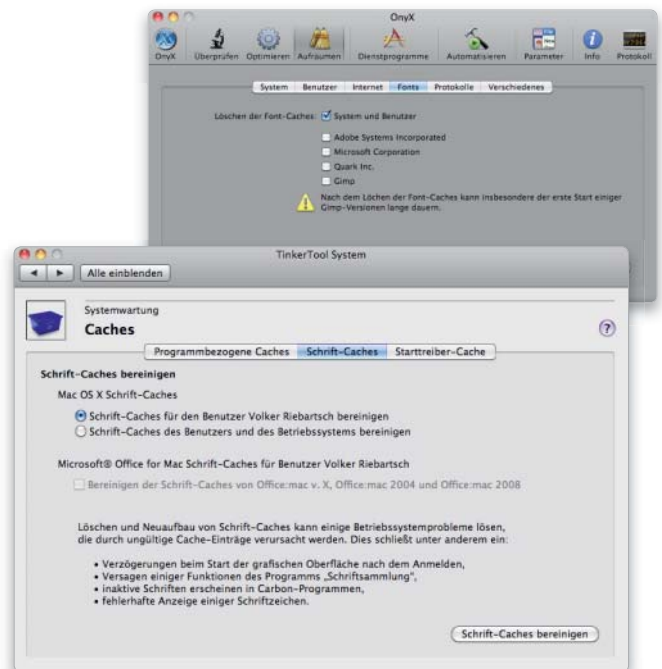 OnyX
OnyX Überprüfen Optimieren Aufräumen Dienstprogramme Automatisieren Parameter Info Protokoll
System Benutzer Internet Fonts Protokolle Verschiedenes
Löschen der Font-Caches: System und Benutzer
Adobe Systems Incorporated
Microsoft Corporation
Quark Inc.
Gimp
Nach dem Löchen der Font-Caches kann insbesondere der erste Start einiger
Gimp-Versionen lange dauern.
TinkerTool System
Alle einblenden
Systemwartung
Caches
?
Programmbezogene Caches Schrift-Caches Starttreiber-Cache
Schrift-Caches bereinigen
Mac OS X Schrift-Caches
Schrift-Caches für den Benutzer Volker Riebartsch bereinigen
Schrift-Caches des Benutzers und des Betriebssystems bereinigen
Microsoft® Office for Mac Schrift-Caches für Benutzer Volker Riebartsch
Bereinigen der Schrift-Caches von Office:mac v. X, Office:mac 2004 und Office:mac 2008
Löschen und Neuaufbau von Schrift-Caches kann einige Betriebssystemprobleme lösen,
die durch ungültige Cache-Einträge verursacht werden. Dies schließt unter anderem ein:
• Verzögerungen beim Start der grafischen Oberfläche nach dem Anmelden,
• Versagen einiger Funktionen des Programms „Schriftsammlung“,
• inaktive Schriften erscheinen in Carbon-Programmen,
• fehlerhafte Anzeige einiger Schriftzeichen.
Schrift-Caches bereinigen